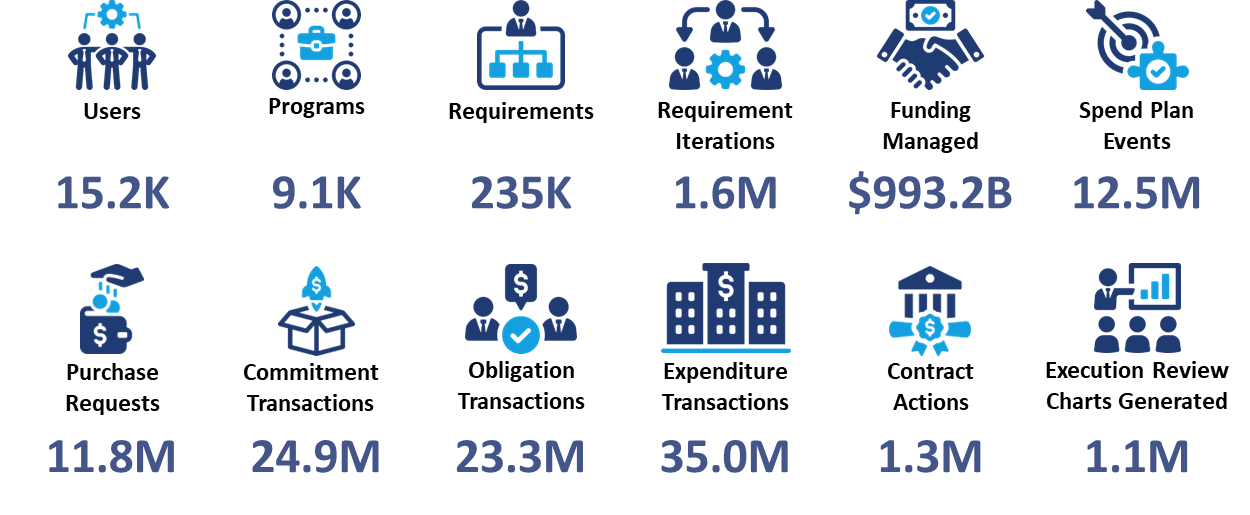 Users
Programs
Requirements
Requirement
Iterations
Funding
Managed
Spend Plan
Events
15.2K
9.1K
235K
1.6M
$993.2B
12.5M
$
$
$
$
$
Purchase
Requests
Commitment
Transactions
Obligation
Transactions
Expenditure
Transactions
Contract
Actions
Execution Review
Charts Generated
11.8M
24.9M
23.3M
35.0M
1.3M
1.1M